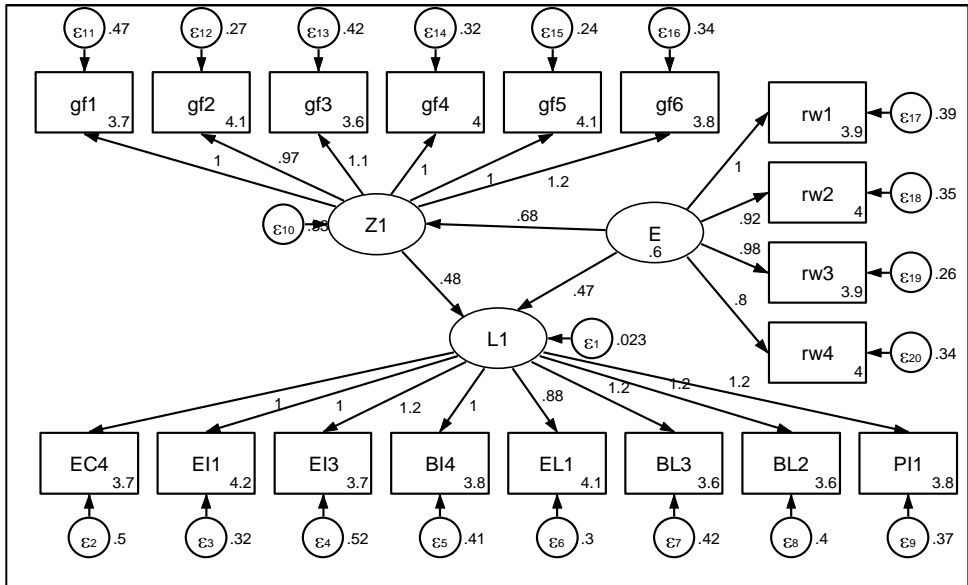 ε11 .47 ε12 .27 ε13 .42 ε14 .32 ε15 .24 ε16 .34
gf1 3.7 gf2 4.1 gf3 3.6 gf4 4 gf5 4.1 gf6 3.8
rw1 3.9 ε17 .39
1 .97 1.1 1 1 1.2 1
rw2 4 ε18 .35
ε10 Z1 .68 E .6 .92
.98 rw3 3.9 ε19 .26
.48 .47 .8
L1 ε1 .023 rw4 4 ε20 .34
1 1 1.2 1 .88 1.2 1.2 1.2
EC4 3.7 EI1 4.2 EI3 3.7 BI4 3.8 EL1 4.1 BL3 3.6 BL2 3.6 PI1 3.8
ε2 .5 ε3 .32 ε4 .52 ε5 .41 ε6 .3 ε7 .42 ε8 .4 ε9 .37